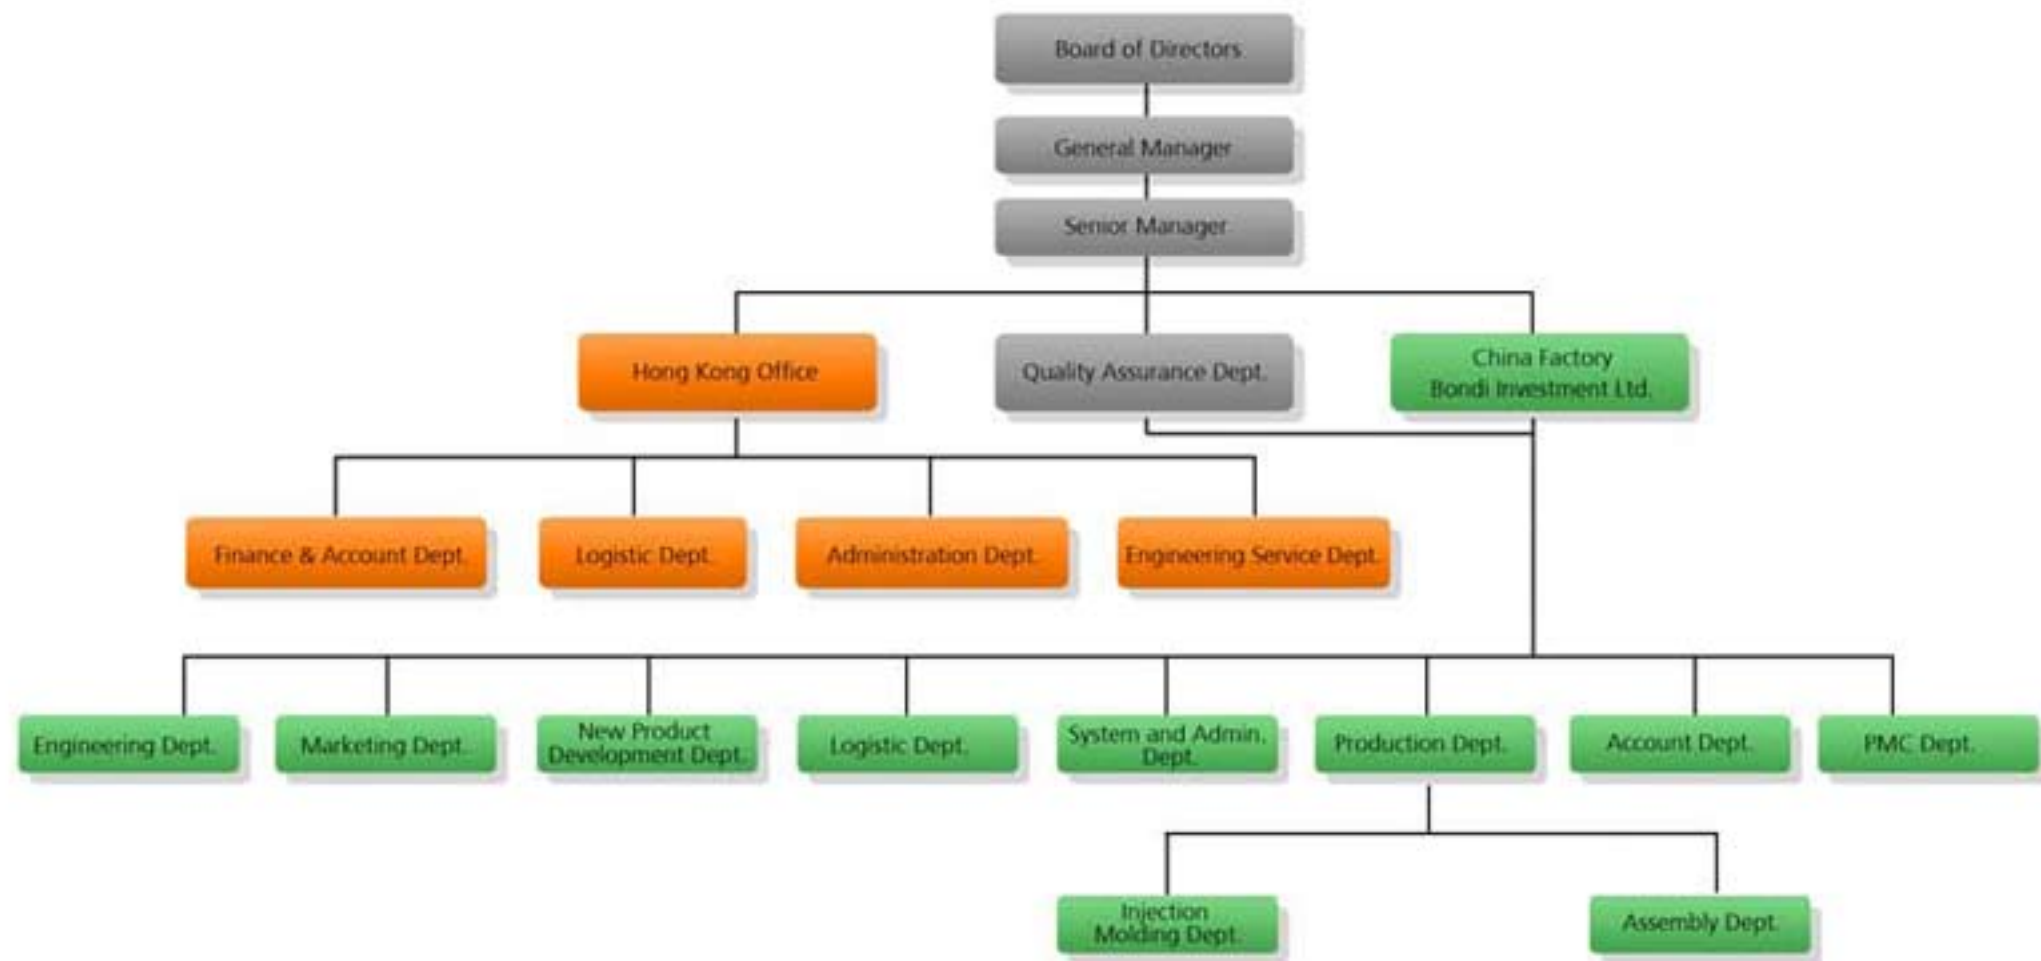 Board of Directors
General Manager
Senior Manager
Hong Kong Office
Quality Assurance Dept.
China Factory
Bondi Investment Ltd.
Finance & Account Dept.
Logistic Dept.
Administration Dept.
Engineering Service Dept.
Engineering Dept.
Marketing Dept.
New Product
Development Dept.
Logistic Dept.
System and Admin.
Dept.
Production Dept.
Account Dept.
PMC Dept.
Injection
Molding Dept.
Assembly Dept.